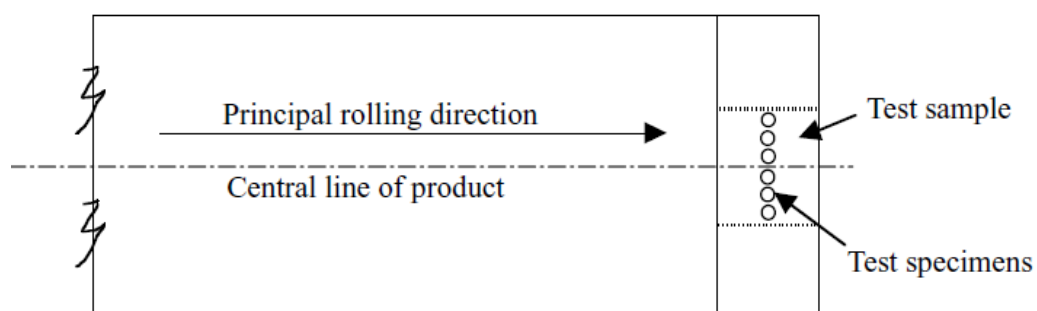 Principal rolling direction
Test sample
Central line of product
Test specimens